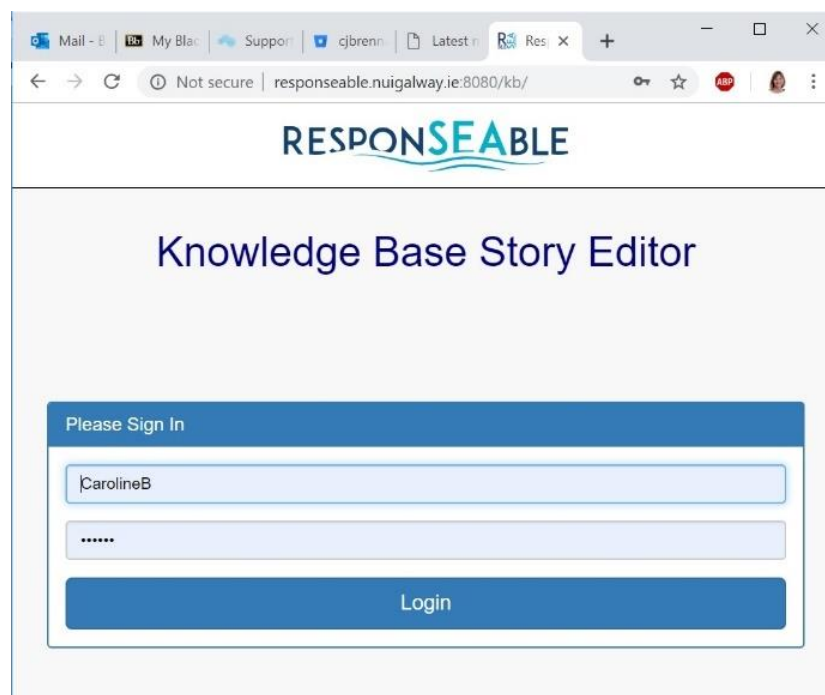 Mail - B My Blac Support cjbrenn Latest n Res
Not secure | responseable.nuigalway.ie:8080/kb/ ABP
RESPONSEABLE
Knowledge Base Story Editor
Please Sign In
CarolineB
••••••
Login